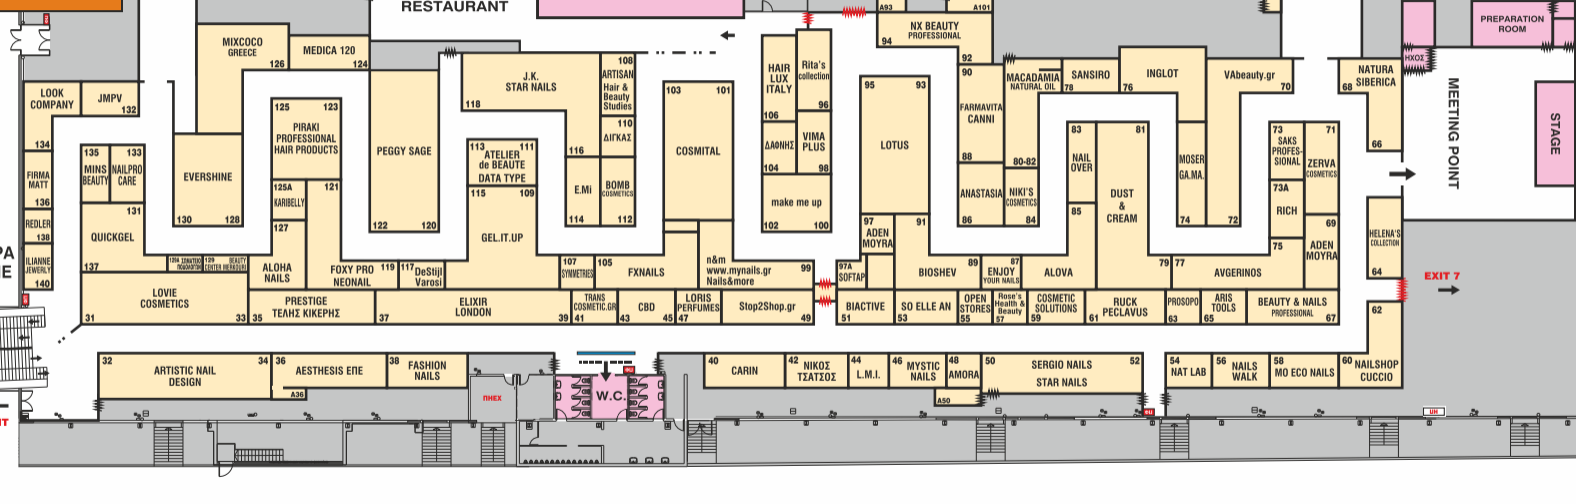 RESTAURANT
A93
A101
PREPARATION
ROOM
NX BEAUTY
PROFESSIONAL
94
92
MIXCOCO
GREECE
126
MEDICA 120
124
ΗΧΟΣ
MEETING POINT
STAGE
LOOK
COMPANY
134
JMPV
132
FIRMA
MATT
136
REDLER
138
ILIANNE
JEWERLY
140
135
MINS
BEAUTY
133
NAILPRO
CARE
131
QUICKGEL
137
EVERSHINE
130
128
125
123
PIRAKI
PROFESSIONAL
HAIR PRODUCTS
125A
KARIBELLY
121
127
ALOHA
NAILS
129
BEAUTY
CENTER MERKOURI
FOXY PRO
NEONAIL
119
117
DeStijl
Varosi
PEGGY SAGE
122
120
J.K.
STAR NAILS
118
116
108
ARTISAN
Hair &
Beauty
Studies
110
ΔΙΓΚΑΣ
E.Mi
114
BOMB
COSMETICS
112
113
111
ATELIER
de BEAUTE
DATA TYPE
115
109
GEL.IT.UP
107
SYMMETRIES
105
FXNAILS
103
101
COSMITAL
n&m
www.mynails.gr
Nails&more
99
HAIR
LUX
ITALY
106
Rita's
collection
96
ΔΑΦΝΗΣ
104
VIMA
PLUS
98
make me up
102
100
95
93
LOTUS
97
ADEN
MOYRA
91
97A
SOFTAP
BIOSHEV
89
87
ENJOY
YOUR NAILS
90
FARMAVITA
CANNI
88
ANASTASIA
86
MACADAMIA
NATURAL OIL
80-82
NIKI'S
COSMETICS
84
SANSIRO
78
INGLOT
76
VAbeauty.gr
70
83
NAIL
OVER
81
DUST
&
CREAM
85
ALOVA
79
77
AVGERINOS
MOSER
GA.MA.
74
72
73
SAKS
PROFES-
SIONAL
73A
RICH
75
71
ZERVA
COSMETICS
69
ADEN
MOYRA
NATURA
SIBERICA
68
66
HELENA'S
COLLECTION
64
EXIT 7
LOVIE
COSMETICS
31
33
PRESTIGE
ΤΕΛΗΣ ΚΙΚΕΡΗΣ
35
37
ELIXIR
LONDON
39
TRANS
COSMETIC.GR
41
CBD
43
45
LORIS
PERFUMES
47
Stop2Shop.gr
49
BIACTIVE
51
SO ELLE AN
53
OPEN
STORES
55
Rose's
Health &
Beauty
57
COSMETIC
SOLUTIONS
59
RUCK
PECLAVUS
61
PROSOPO
63
ARIS
TOOLS
65
BEAUTY & NAILS
PROFESSIONAL
67
62
32
34
ARTISTIC NAIL
DESIGN
36
AESTHESIS ΕΠΕ
A36
38
FASHION
NAILS
ΠΗΕΧ
W.C.
40
CARIN
42
ΝΙΚΟΣ
ΤΣΑΤΣΟΣ
44
L.M.I.
46
MYSTIC
NAILS
48
AMORA
A50
50
52
SERGIO NAILS
STAR NAILS
54
NAT LAB
56
NAILS
WALK
58
MO ECO NAILS
60
NAILSHOP
CUCCIO